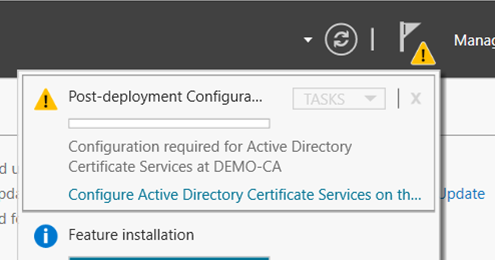 Manag
Post-deployment Configura...
TASKS
x
Configuration required for Active Directory
Certificate Services at DEMO-CA
Configure Active Directory Certificate Services on th...
Update
Feature installation